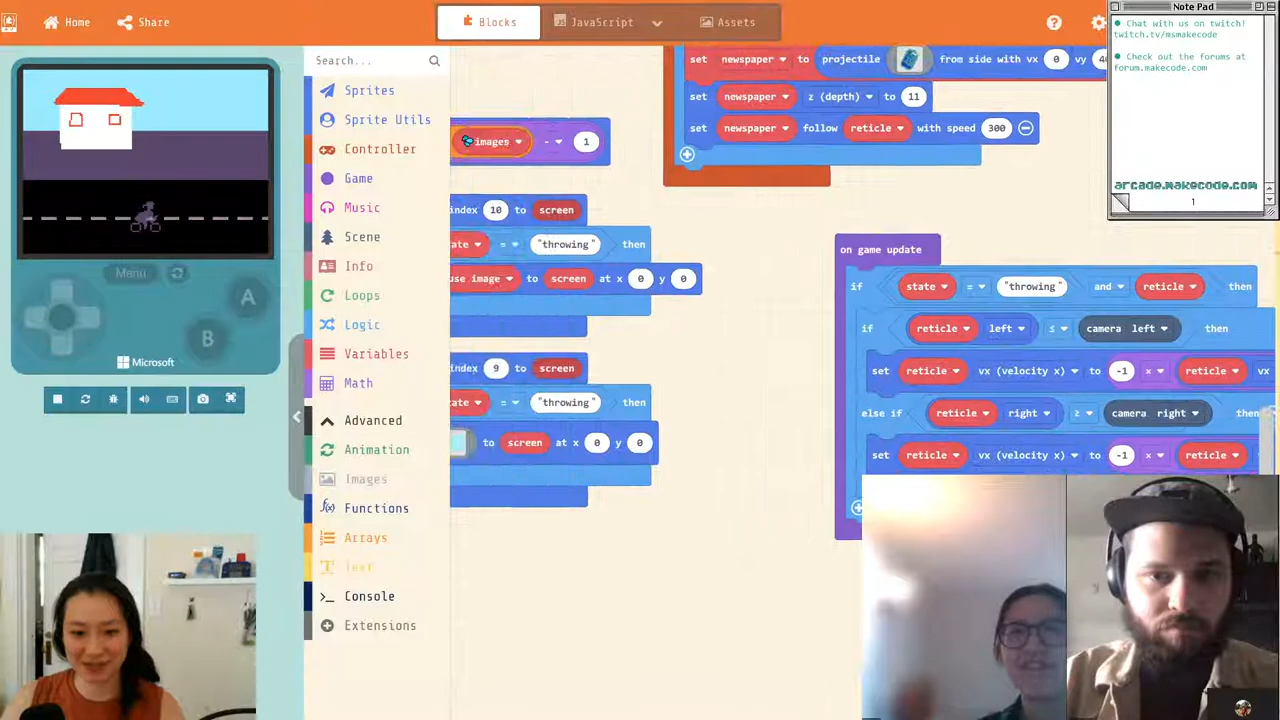 Home
Share
Blocks
JavaScript
Assets
Note Pad
Chat with us on twitch!
twitch.tv/msmakecode
Check out the forums at
forum.makecode.com
arcade.makecode.com
1
Menu
A
B
Microsoft
Search...
Sprites
Sprite Utils
Controller
Game
Music
Scene
Info
Loops
Logic
Variables
Math
Advanced
Animation
Images
Functions
Arrays
Text
Console
Extensions
images - 1
index 10 to screen
= "throwing" then
image to screen at x 0 y 0
index 9 to screen
= "throwing" then
to screen at x 0 y 0
set newspaper to projectile from side with vx 0 vy
set newspaper z (depth) to 11
set newspaper follow reticle with speed 300
on game update
if state = "throwing" and reticle then
if reticle left ≤ camera left then
set reticle vx (velocity x) to -1 × reticle vx
else if reticle right ≥ camera right then
set reticle vx (velocity x) to -1 × reticle